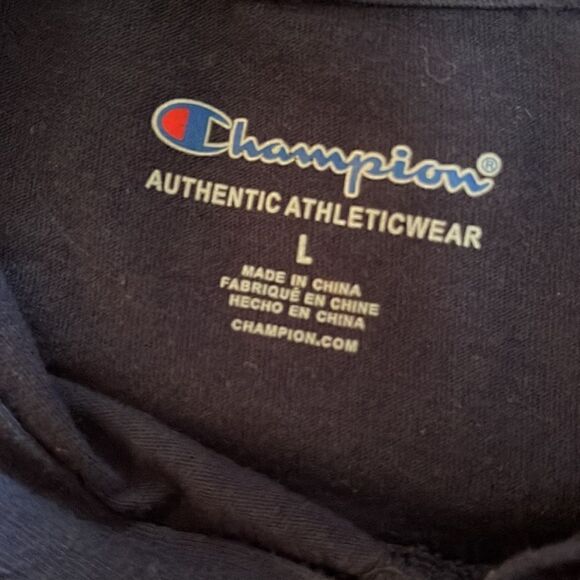 Champion®
AUTHENTIC ATHLETICWEAR
L
MADE IN CHINA
FABRIQUÉ EN CHINE
HECHO EN CHINA
CHAMPION.COM